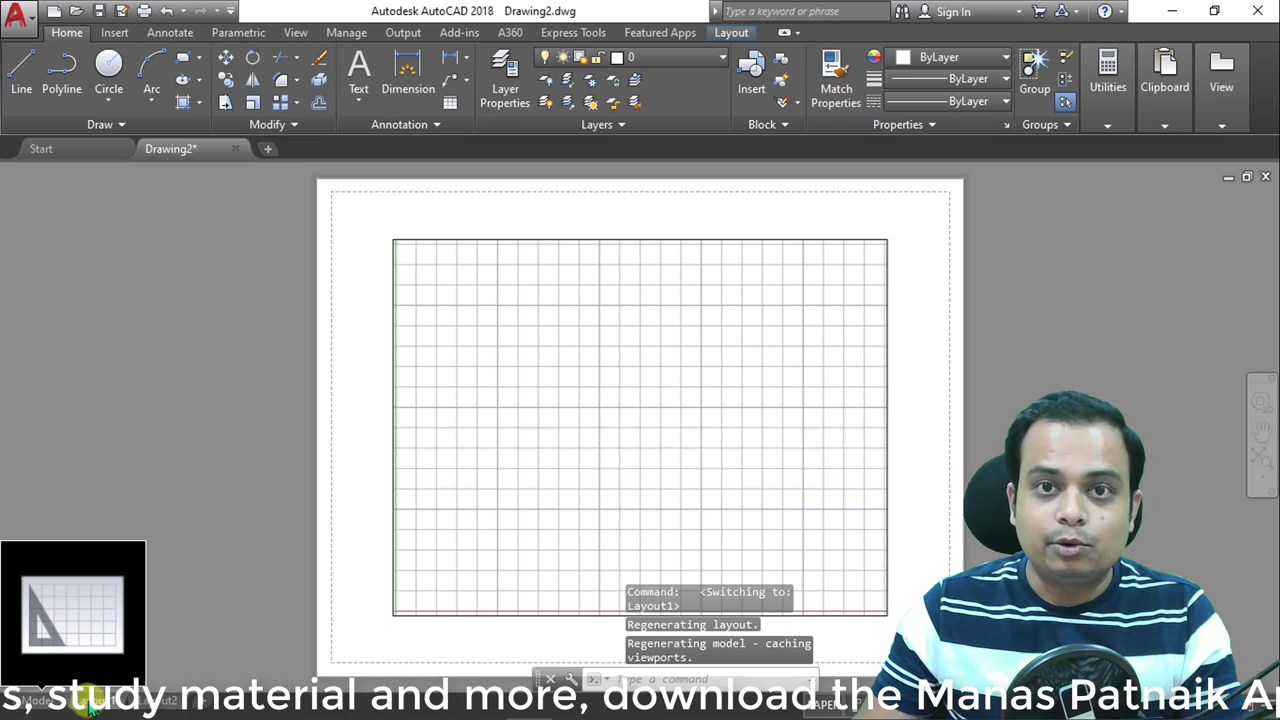 Autodesk AutoCAD 2018 Drawing2.dwg
Type a keyword or phrase
Sign In
Home Insert Annotate Parametric View Manage Output Add-ins A360 Express Tools Featured Apps Layout
0
ByLayer
ByLayer
ByLayer
Line Polyline Circle Arc Text Dimension Layer Properties Insert Match Properties Group Utilities Clipboard View
Draw Modify Annotation Layers Block Properties Groups
Start Drawing2*
Command: <Switching to:
Layout1>
Regenerating layout.
Regenerating model - caching
viewports.
Type a command
Model Layout2
s, study material and more, download the Manas Patnaik A